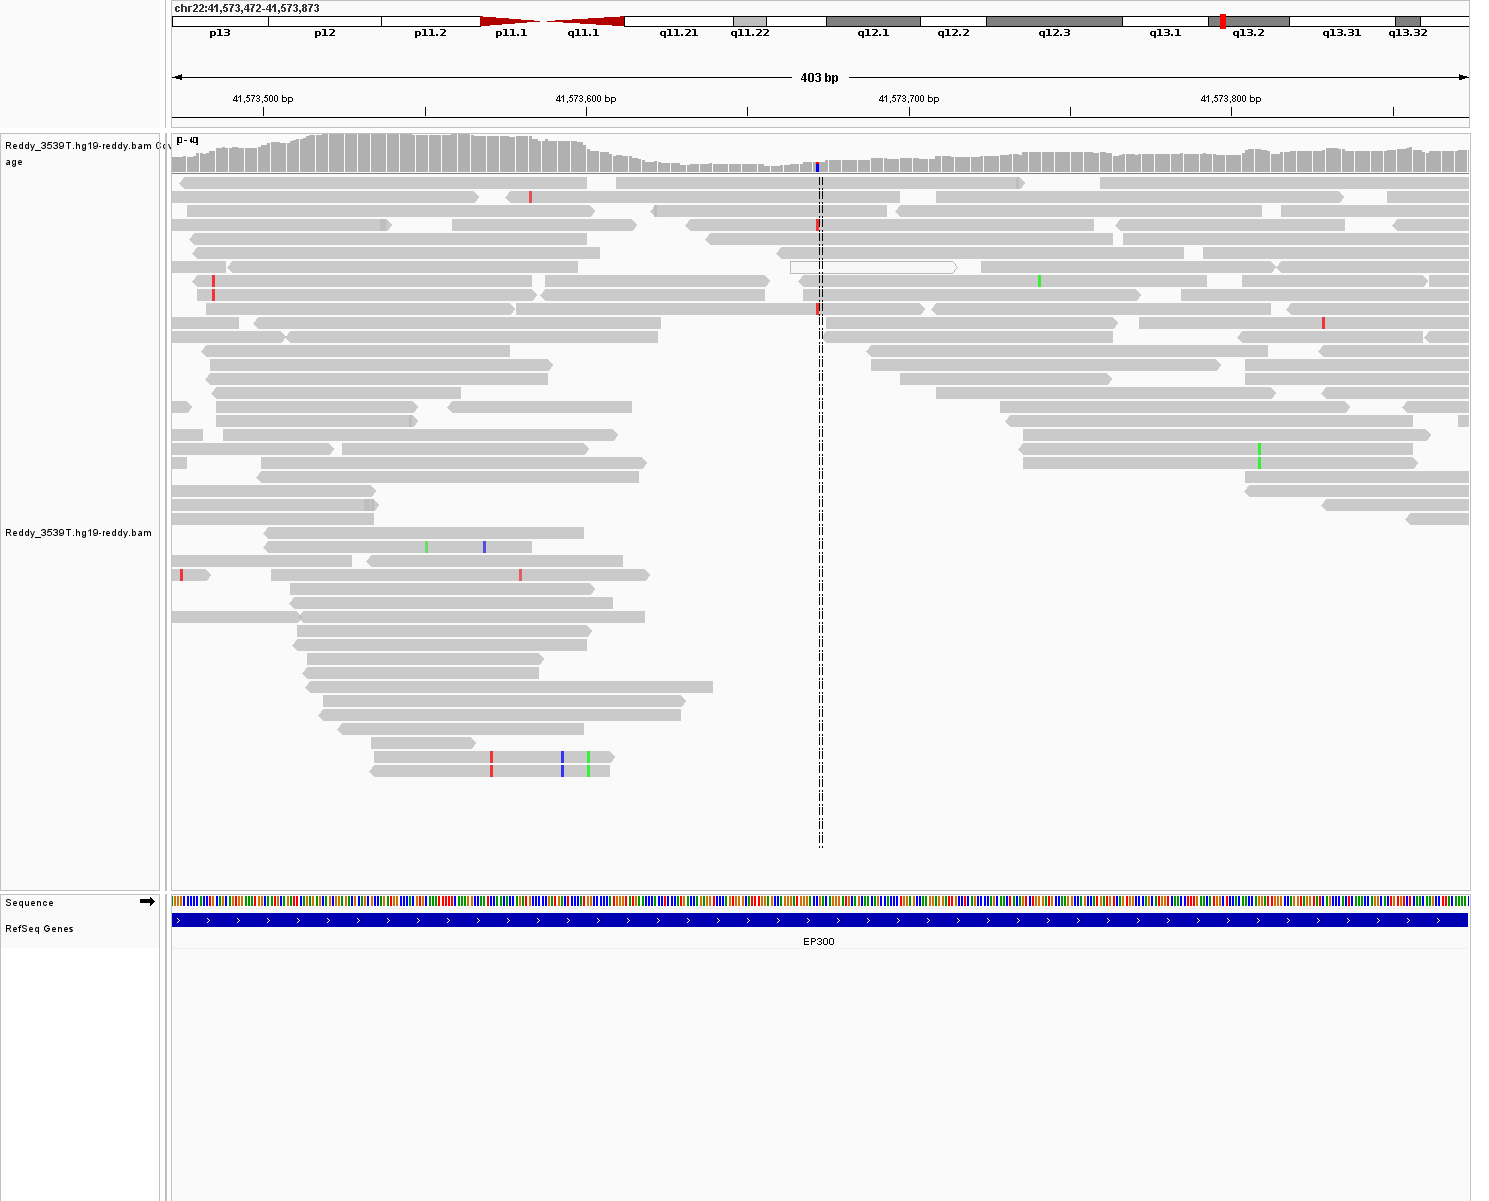 chr22:41,573,472-41,573,873
p13 p12 p11.2 p11.1 q11.1 q11.21 q11.22 q12.1 q12.2 q12.3 q13.1 q13.2 q13.31 q13.32
403 bp
41,573,500 bp 41,573,600 bp 41,573,700 bp 41,573,800 bp
Reddy_3539T.hg19-reddy.bam Cov
age
Reddy_3539T.hg19-reddy.bam
Sequence
RefSeq Genes
EP300